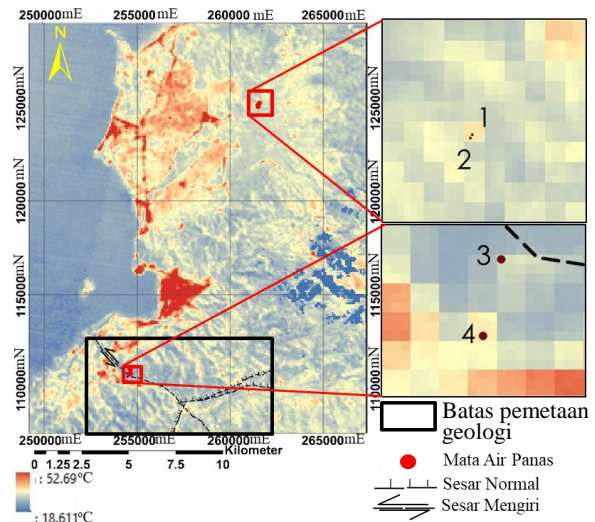 250000mE 255000mE 260000mE 265000mE
N
125000mN
120000mN
115000mN
110000mN
125000mN
120000mN
115000mN
110000mN
1
2
3
4
250000mE 255000mE 260000mE 265000mE
Kilometer
0 1.25 2.5 5 7.5 10
: 52.69°C
: 18.611°C
Batas pemetaan
geologi
Mata Air Panas
Sesar Normal
Sesar Mengiri